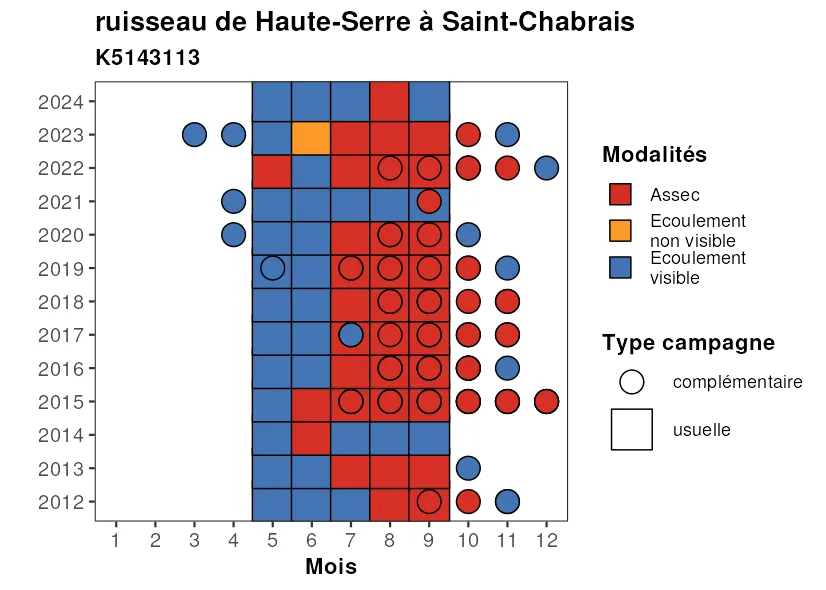 ruisseau de Haute-Serre à Saint-Chabrais
K5143113
2024
2023
2022
2021
2020
2019
2018
2017
2016
2015
2014
2013
2012
1 2 3 4 5 6 7 8 9 10 11 12
Mois
Modalités
Assec
Ecoulement
non visible
Ecoulement
visible
Type campagne
complémentaire
usuelle